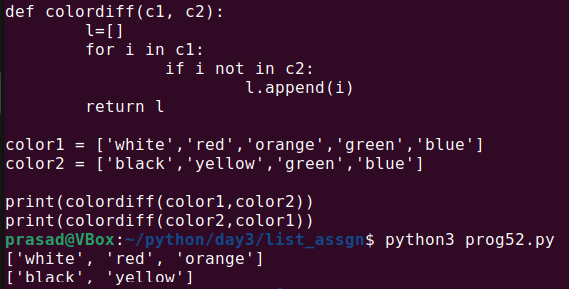 def colordiff(c1, c2):
        l=[]
        for i in c1:
                if i not in c2:
                        l.append(i)
        return l

color1 = ['white','red','orange','green','blue']
color2 = ['black','yellow','green','blue']

print(colordiff(color1,color2))
print(colordiff(color2,color1))
prasad@VBox:~/python/day3/list_assgn$ python3 prog52.py
['white', 'red', 'orange']
['black', 'yellow']